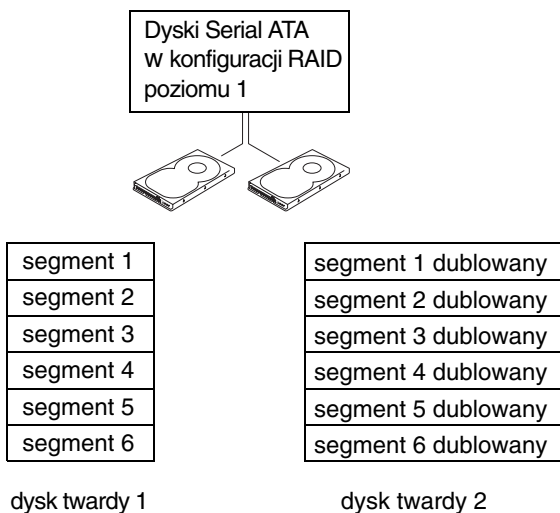 Dyski Serial ATA
w konfiguracji RAID
poziomu 1
segment 1
segment 2
segment 3
segment 4
segment 5
segment 6
segment 1 dublowany
segment 2 dublowany
segment 3 dublowany
segment 4 dublowany
segment 5 dublowany
segment 6 dublowany
dysk twardy 1
dysk twardy 2